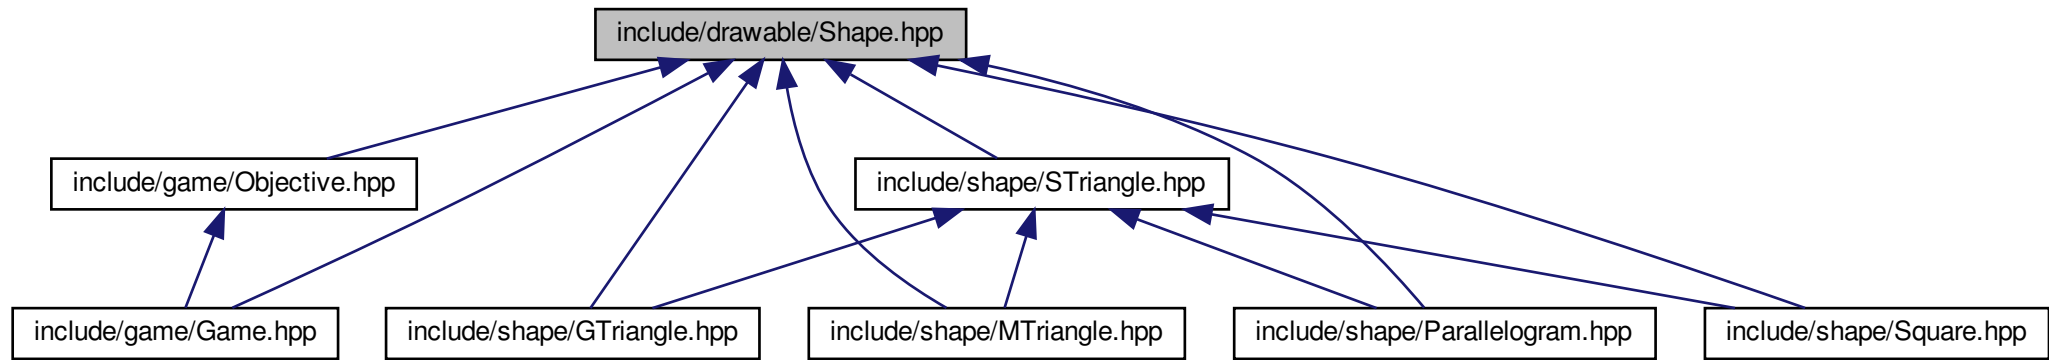 include/drawable/Shape.hpp
include/game/Objective.hpp
include/shape/STriangle.hpp
include/game/Game.hpp
include/shape/GTriangle.hpp
include/shape/MTriangle.hpp
include/shape/Parallelogram.hpp
include/shape/Square.hpp